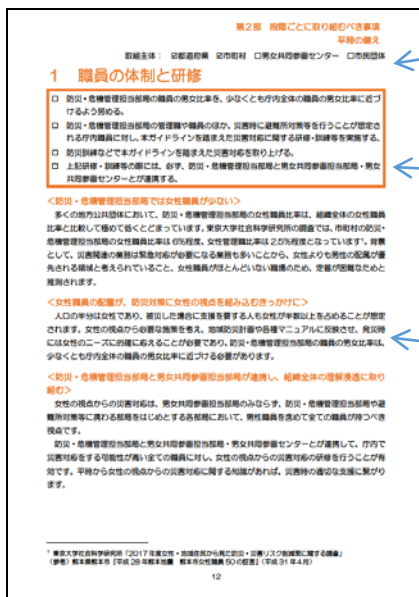 第2部 段階ごとに取り組むべき事項
平時の備え
取組主体： ☑都道府県 ☑市町村 □男女共同参画センター □市民団体
1 職員の体制と研修
□ 防災・危機管理担当部局の職員の男女比率を、少なくとも庁内全体の職員の男女比率に近づ
けるよう努める。
□ 防災・危機管理担当部局の管理職や職員のほか、災害時に避難所対策等を行うことが想定さ
れる庁内職員に対し、本ガイドラインを踏まえた災害対応に関する研修・訓練等を実施する。
□ 防災訓練などで本ガイドラインを踏まえた災害対応を取り上げる。
□ 上記研修・訓練等の際には、必ず、防災・危機管理担当部局と男女共同参画担当部局・男女
共同参画センターとが連携する。
＜防災・危機管理担当部局では女性職員が少ない＞
多くの地方公共団体において、防災・危機管理担当部局の女性職員比率は、組織全体の女性職員
比率と比較して極めて低くとどまっています。東京大学社会科学研究所の調査では、市町村の防災・
危機管理担当部局の女性職員比率は 6%程度、女性管理職比率は 2.5%程度となっています¹。背景
として、災害関連の業務は緊急対応が必要になる業務も多いことから、女性よりも男性の配属が優
先される領域と考えられていること、女性職員がほとんどいない職場のため、定着が困難なためと
推測されます。
＜女性職員の配置が、防災対策に女性の視点を組み込むきっかけに＞
人口の半分は女性であり、被災した場合に支援を要する人も女性が半数以上を占めることが想定
されます。女性の視点から必要な施策を考え、地域防災計画や各種マニュアルに反映させ、発災時
には女性のニーズに的確に応えることが必要であり、防災・危機管理担当部局の職員の男女比率は、
少なくとも庁内全体の職員の男女比率に近づける必要があります。
＜防災・危機管理担当部局と男女共同参画担当部局が連携し、組織全体の理解浸透に取り
組む＞
女性の視点からの災害対応は、男女共同参画担当部局のみならず、防災・危機管理担当部局や避
難所対策等に携わる部局をはじめとする各部局において、男性職員を含めて全ての職員が持つべき
視点です。
防災・危機管理担当部局と男女共同参画担当部局・男女共同参画センターとが連携して、庁内で
災害対応をする可能性が高い全ての職員に対し、女性の視点からの災害対応の研修を行うことが有
効です。平時から女性の視点からの災害対応に関する知識があれば、災害時の適切な支援に繋がり
ます。
¹ 東京大学社会科学研究所「2017年度女性・地域住民から見た防災・災害リスク削減策に関する調査」
（参考）熊本県熊本市『平成28年熊本地震 熊本市女性職員50の証言』（平成31年4月）
12